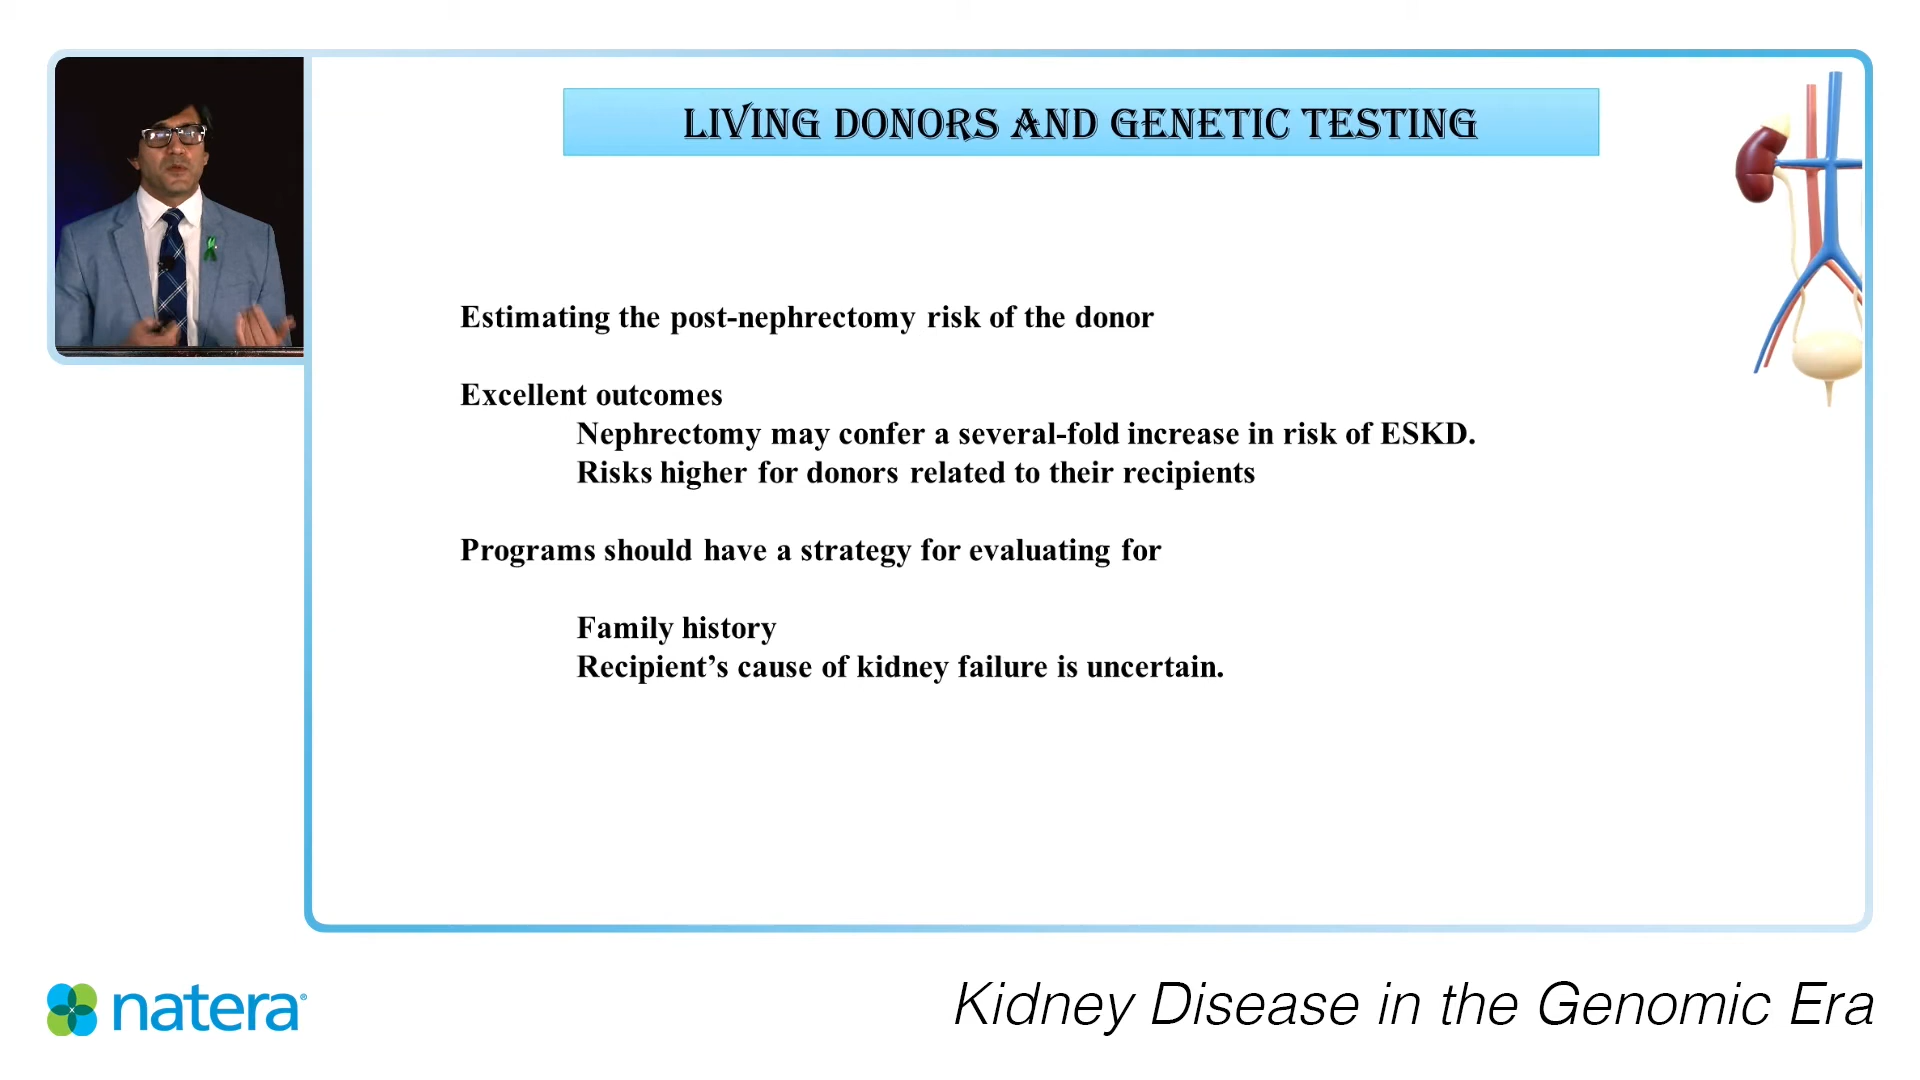 LIVING DONORS AND GENETIC TESTING
Estimating the post-nephrectomy risk of the donor
Excellent outcomes
Nephrectomy may confer a several-fold increase in risk of ESKD.
Risks higher for donors related to their recipients
Programs should have a strategy for evaluating for
Family history
Recipient’s cause of kidney failure is uncertain.
natera®
Kidney Disease in the Genomic Era